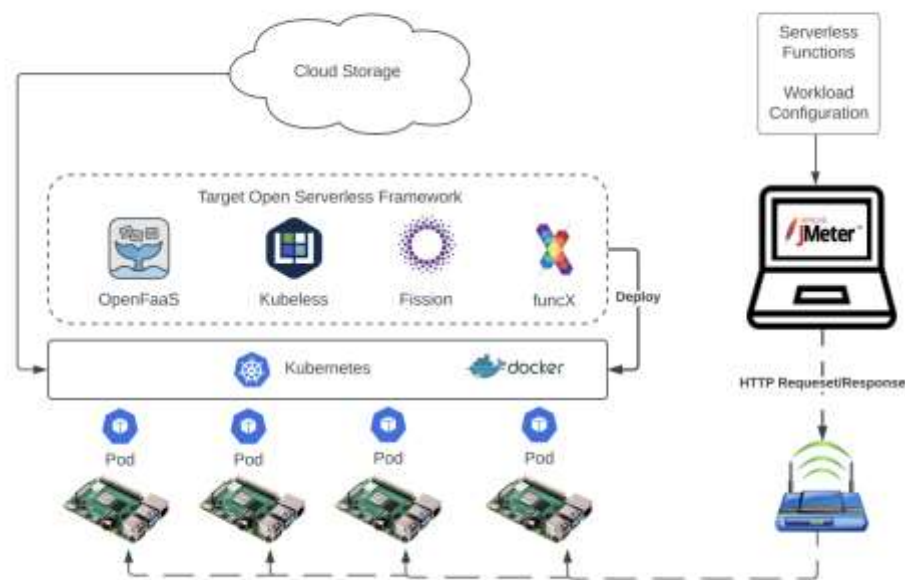 Cloud Storage
Serverless
Functions
Workload
Configuration
Target Open Serverless Framework
OpenFaaS
Kubeless
Fission
funcX
Deploy
APACHE
jMeter
Kubernetes
docker
HTTP Requeset/Response
Pod
Pod
Pod
Pod